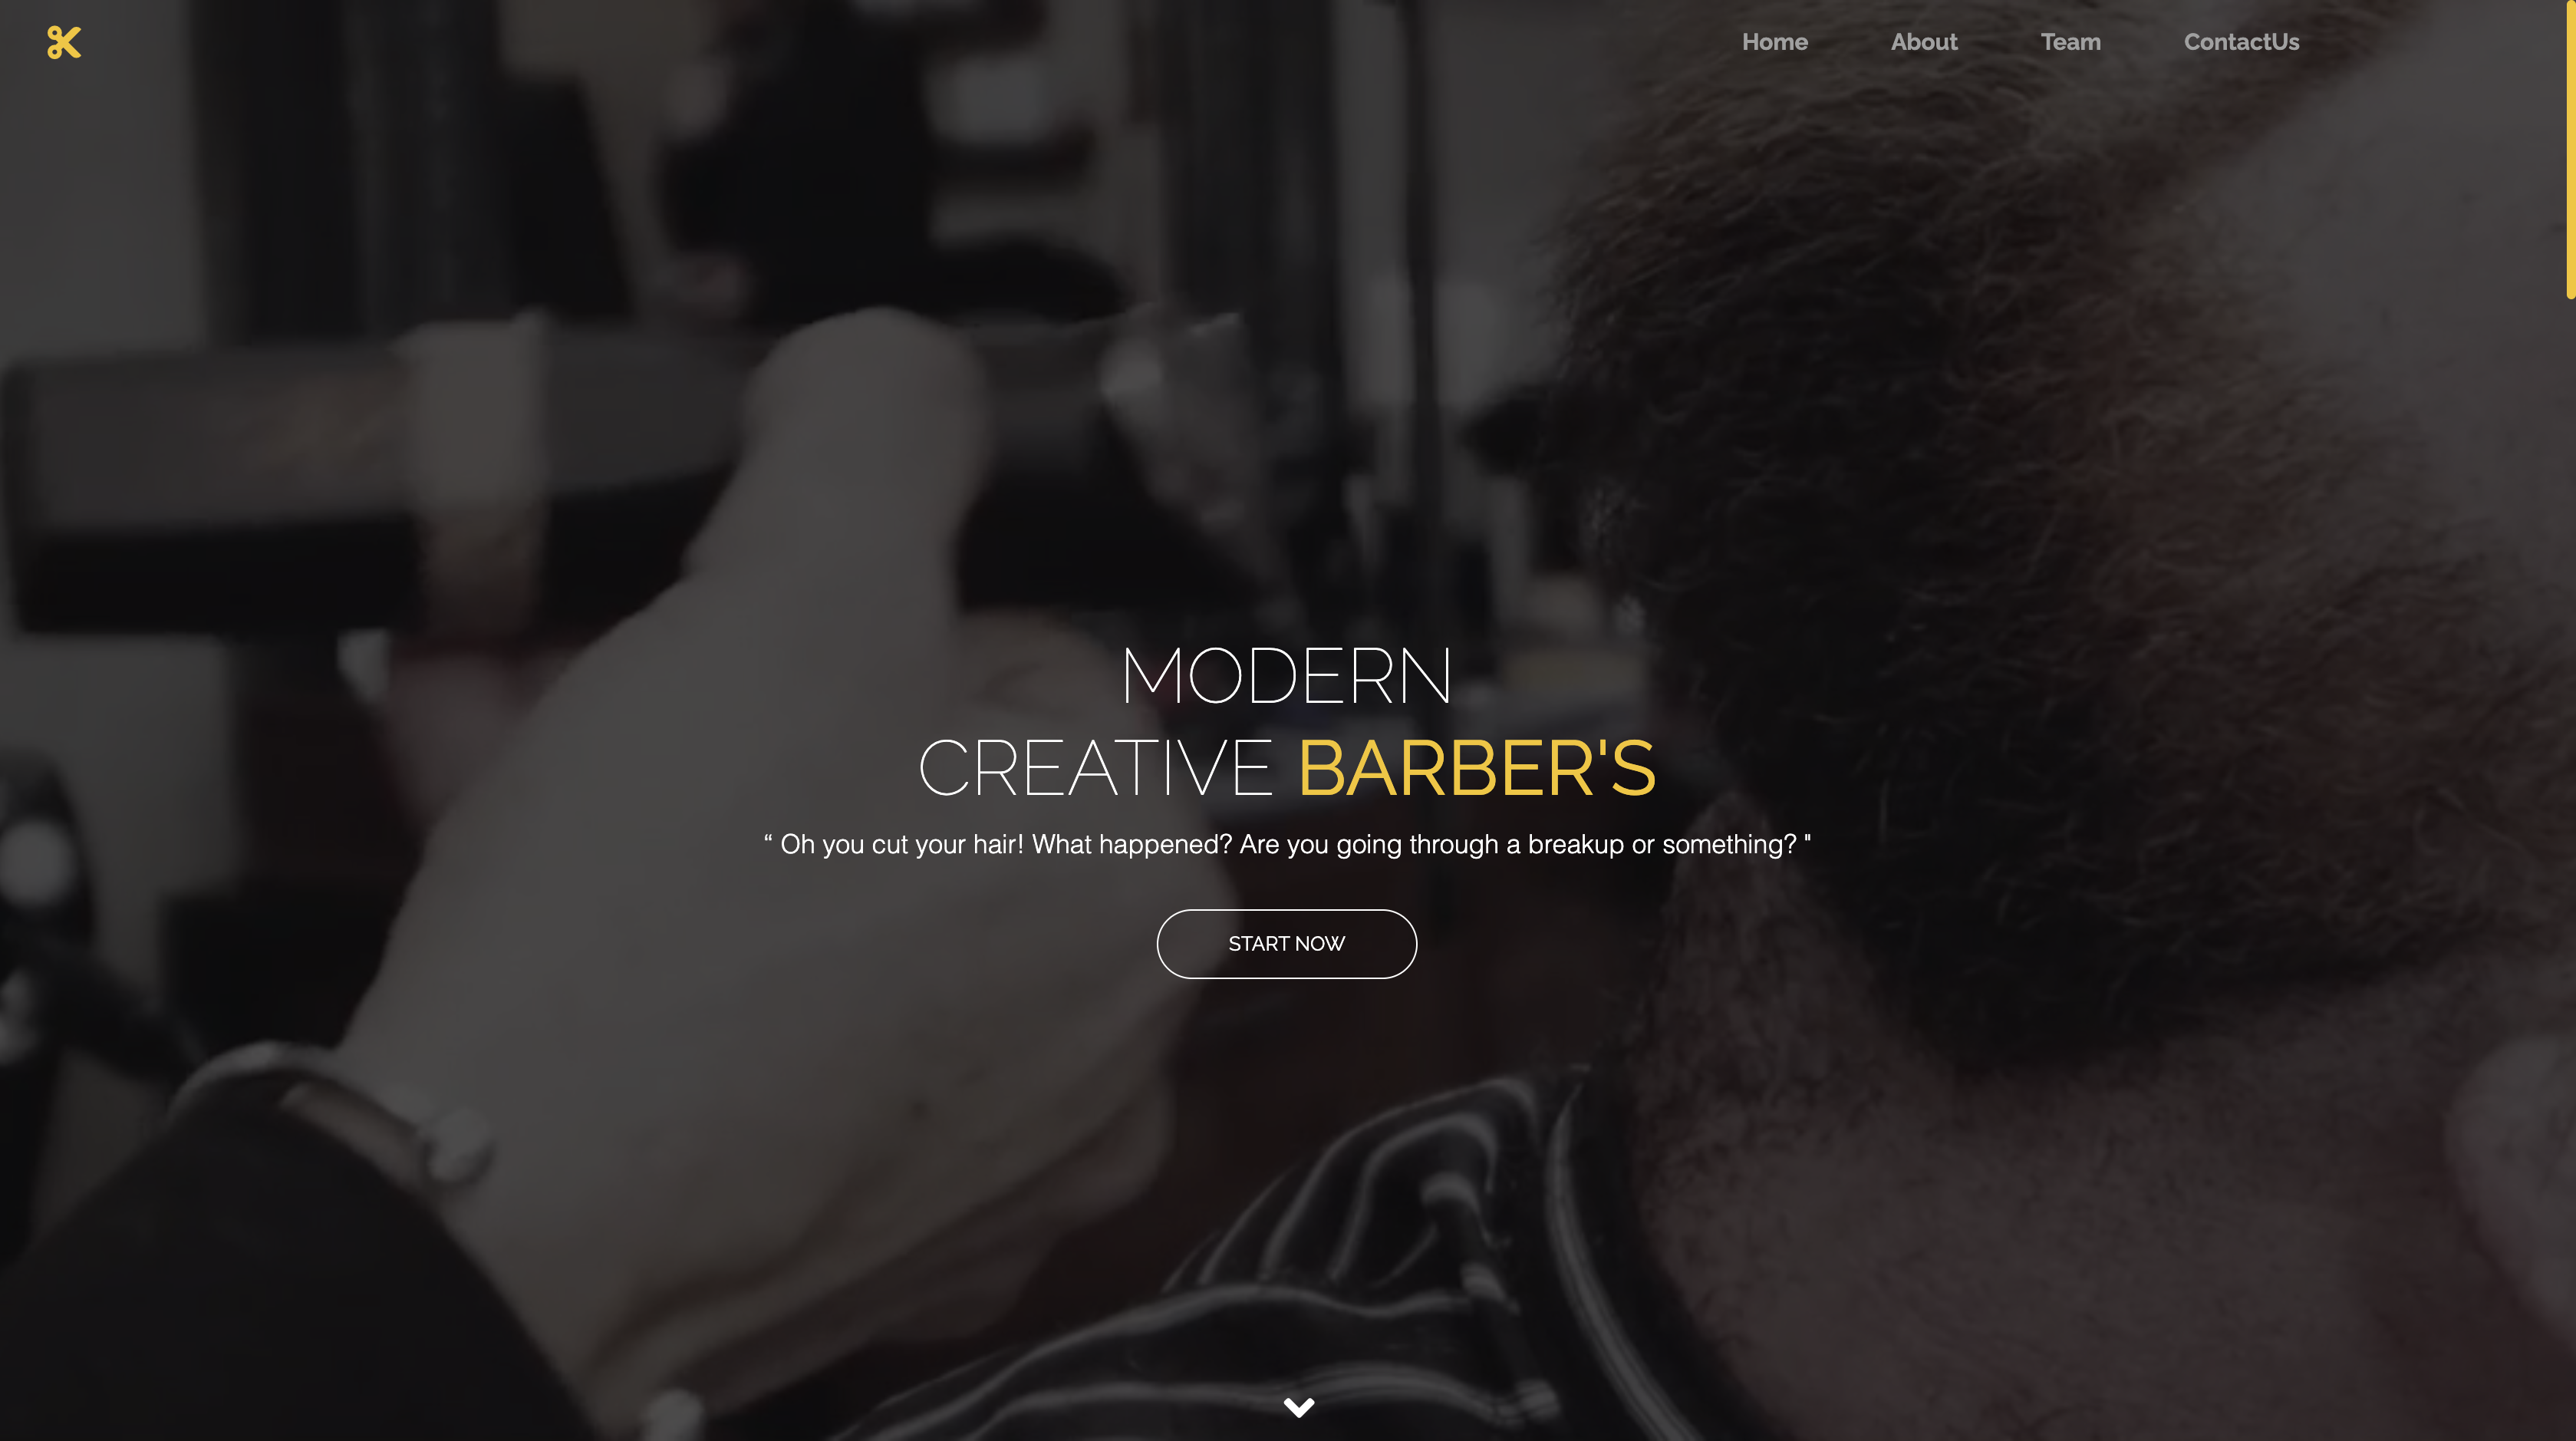 Home About Team ContactUs
MODERN
CREATIVE BARBER'S
“ Oh you cut your hair! What happened? Are you going through a breakup or something? "
START NOW